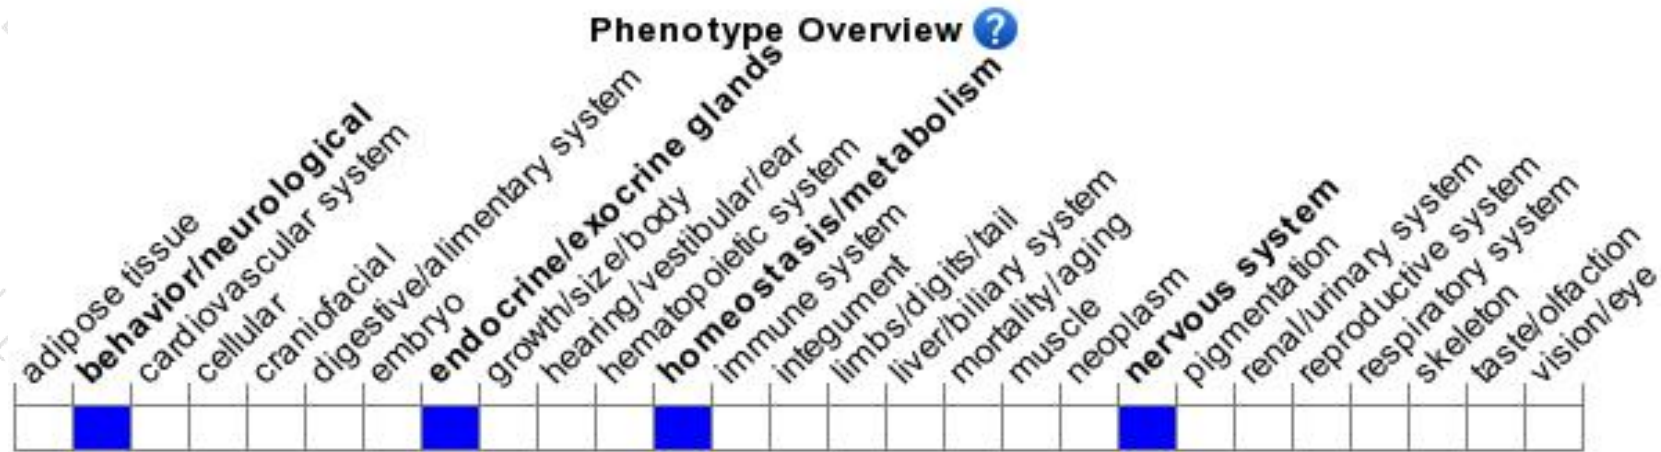 Phenotype Overview ?
adipose tissue
behavior/neurological
cardiovascular system
cellular
craniofacial
digestive/alimentary system
embryo
endocrine/exocrine glands
growth/size/body
hearing/vestibular/ear
hematopoietic system
homeostasis/metabolism
immune system
integument
limbs/digits/tail
liver/biliary system
mortality/aging
muscle
neoplasm
nervous system
pigmentation
renal/urinary system
reproductive system
respiratory system
skeleton
taste/olfaction
vision/eye